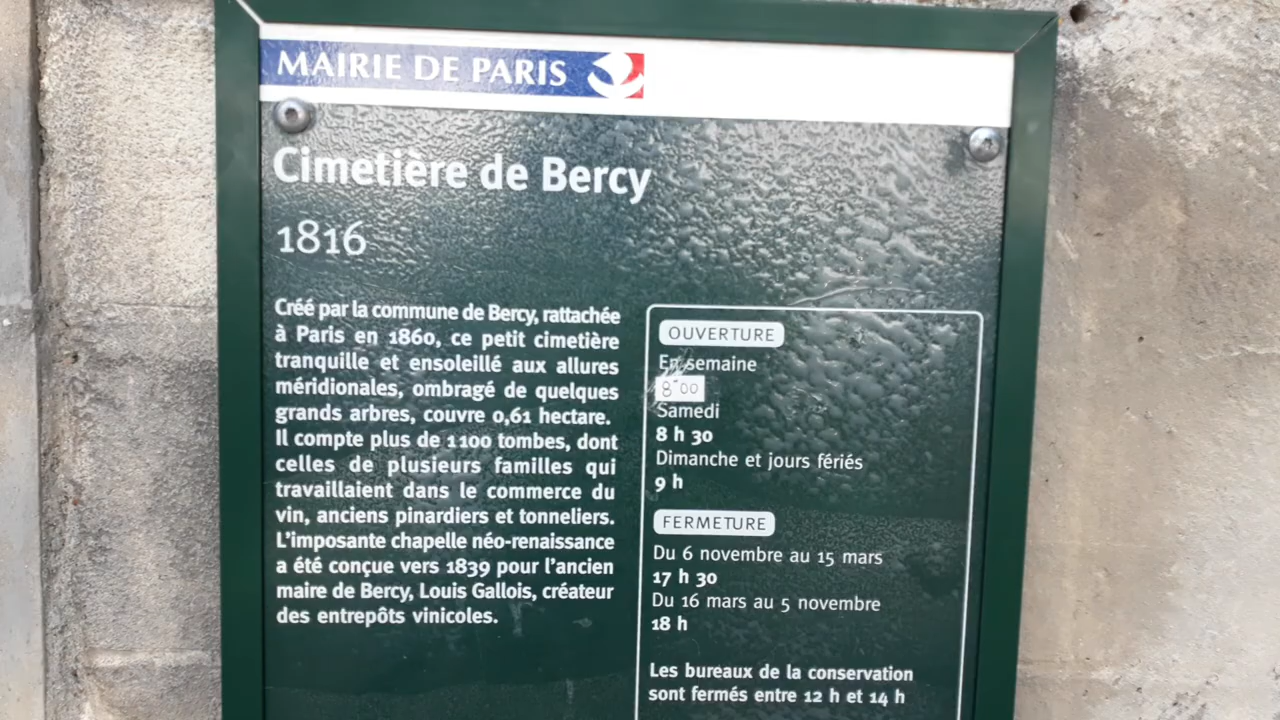 MAIRIE DE PARIS
Cimetière de Bercy
1816
Créé par la commune de Bercy, rattachée
à Paris en 1860, ce petit cimetière
tranquille et ensoleillé aux allures
méridionales, ombragé de quelques
grands arbres, couvre 0,61 hectare.
Il compte plus de 1100 tombes, dont
celles de plusieurs familles qui
travaillaient dans le commerce du
vin, anciens pinardiers et tonneliers.
L'imposante chapelle néo-renaissance
a été conçue vers 1839 pour l'ancien
maire de Bercy, Louis Gallois, créateur
des entrepôts vinicoles.
OUVERTURE
En semaine
8"00
Samedi
8 h 30
Dimanche et jours fériés
9 h
FERMETURE
Du 6 novembre au 15 mars
17 h 30
Du 16 mars au 5 novembre
18 h
Les bureaux de la conservation
sont fermés entre 12 h et 14 h